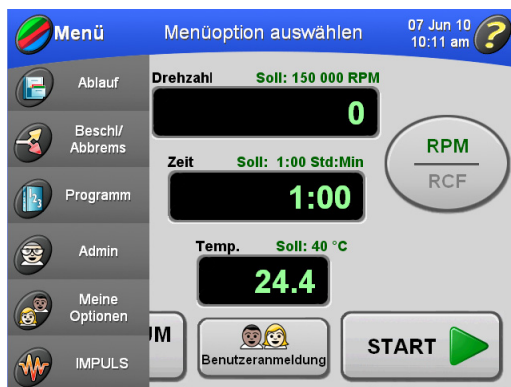 Menü
Menüoption auswählen
07 Jun 10
10:11 am
?
Ablauf
Beschl/
Abbrems
Programm
123
Admin
Meine
Optionen
IMPULS
Drehzahl Soll: 150 000 RPM
0
Zeit Soll: 1:00 Std:Min
1:00
Temp. Soll: 40 °C
24.4
RPM
RCF
UM
Benutzeranmeldung
START